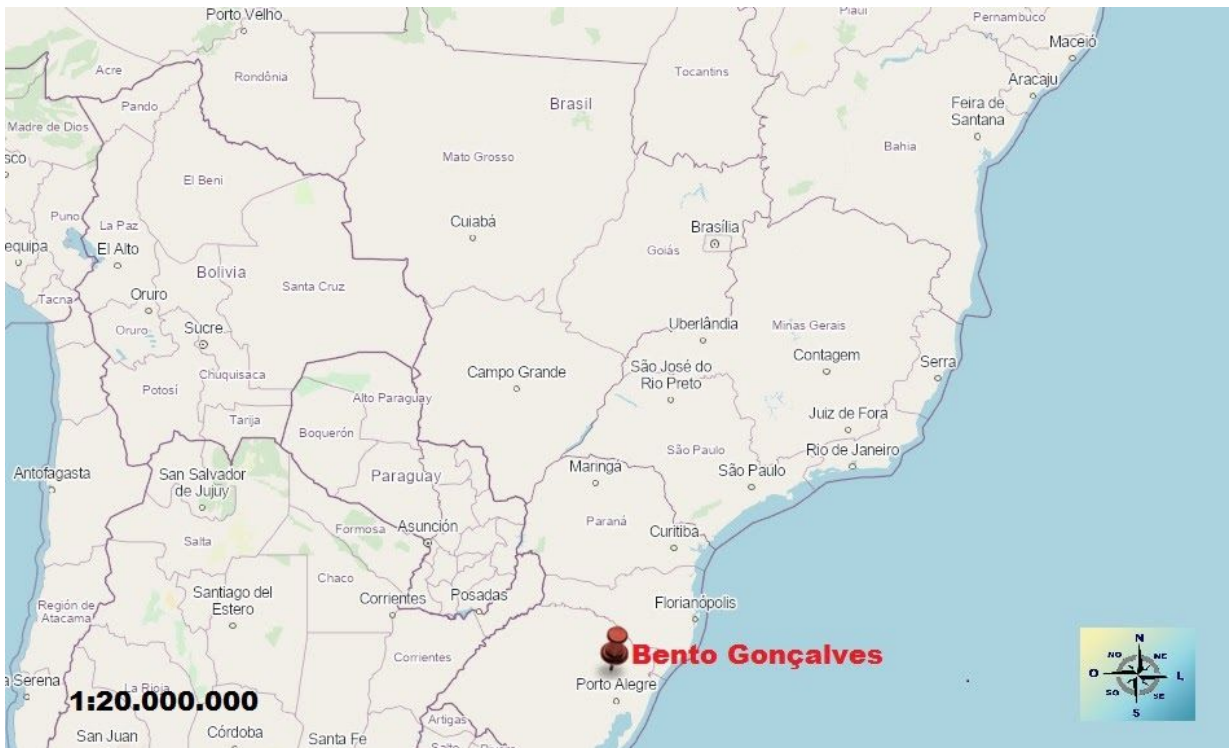 Porto Velho
Piauí
Pernambuco
Maceió
Acre
Rondônia
Tocantins
Aracaju
Pando
Brasil
Feira de
Santana
Madre de Dios
Bahia
sco
Mato Grosso
El Beni
Puno
La Paz
Cuiabá
Brasília
equipa
El Alto
Goiás
Bolivia
Santa Cruz
Tacna
Oruro
Oruro
Sucre
Uberlândia
Minas Gerais
Contagem
Serra
Potosí
Chuquisaca
Campo Grande
São José do
Rio Preto
Alto Paraguay
Tarija
Boquerón
Juiz de Fora
São Paulo
Rio de Janeiro
Antofagasta
San Salvador
de Jujuy
Paraguay
Maringá
São Paulo
Salta
Formosa
Asunción
Paraná
Curitiba
Chaco
Santiago del
Estero
Corrientes
Posadas
Florianópolis
Región de
Atacama
Corrientes
Bento Gonçalves
N
NO
NE
O
L
SO
SE
S
a Serena
La Rioja
Porto Alegre
1:20.000.000
San Juan
Córdoba
Santa Fe
Artigas
Salto